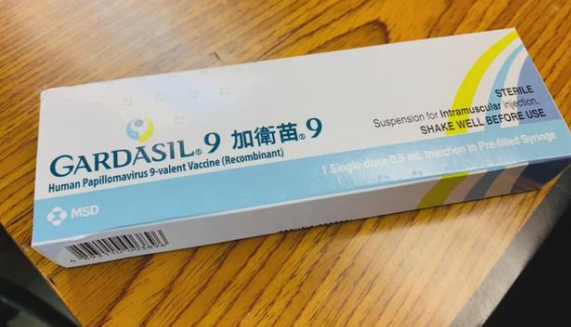 GARDASIL® 9 加衛苗® 9
Human Papillomavirus 9-valent Vaccine (Recombinant)
MSD
STERILE
Suspension for Intramuscular injection.
SHAKE WELL BEFORE USE
1 Single-dose 0.5 mL Injection in Pre-filled Syringe